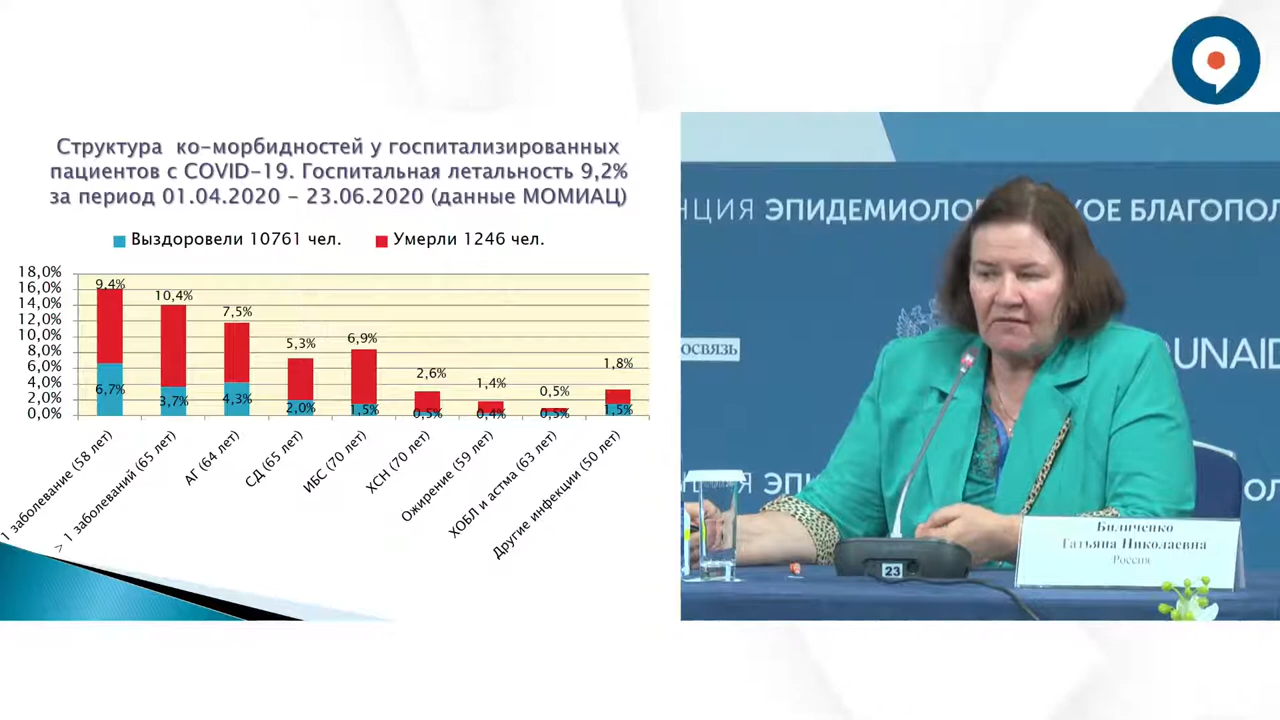 Структура ко-морбидностей у госпитализированных
пациентов с COVID-19. Госпитальная летальность 9,2%
за период 01.04.2020 - 23.06.2020 (данные МОМИАЦ)
Выздоровели 10761 чел. Умерли 1246 чел.
18,0%
16,0%
14,0%
12,0%
10,0%
8,0%
6,0%
4,0%
2,0%
0,0%
9,4%
10,4%
7,5%
5,3%
6,9%
2,6%
1,4%
0,5%
1,8%
6,7%
3,7%
4,3%
2,0%
1,5%
0,5%
0,4%
0,5%
1,5%
1 заболевание (58 лет)
> 1 заболеваний (65 лет)
АГ (64 лет)
СД (65 лет)
ИБС (70 лет)
ХСН (70 лет)
Ожирение (59 лет)
ХОБЛ и астма (63 лет)
Другие инфекции (50 лет)
НЦИЯ ЭПИДЕМИОЛО КОЕ БЛАГОПОЛ
ОСВЯЗЬ
UNAID
ЭП
ОЛ
23
Биличенко
Татьяна Николаевна
Россия